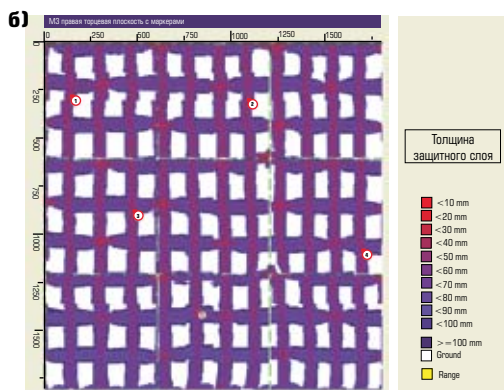 б)
М3 правая торцевая плоскость с маркерами
0 250 500 750 1000 1250 1500
0
250
500
750
1000
1250
1500
1
2
3
4
Толщина
защитного слоя
<10 mm
<20 mm
<30 mm
<40 mm
<50 mm
<60 mm
<70 mm
<80 mm
<90 mm
<100 mm
>=100 mm
Ground
Range